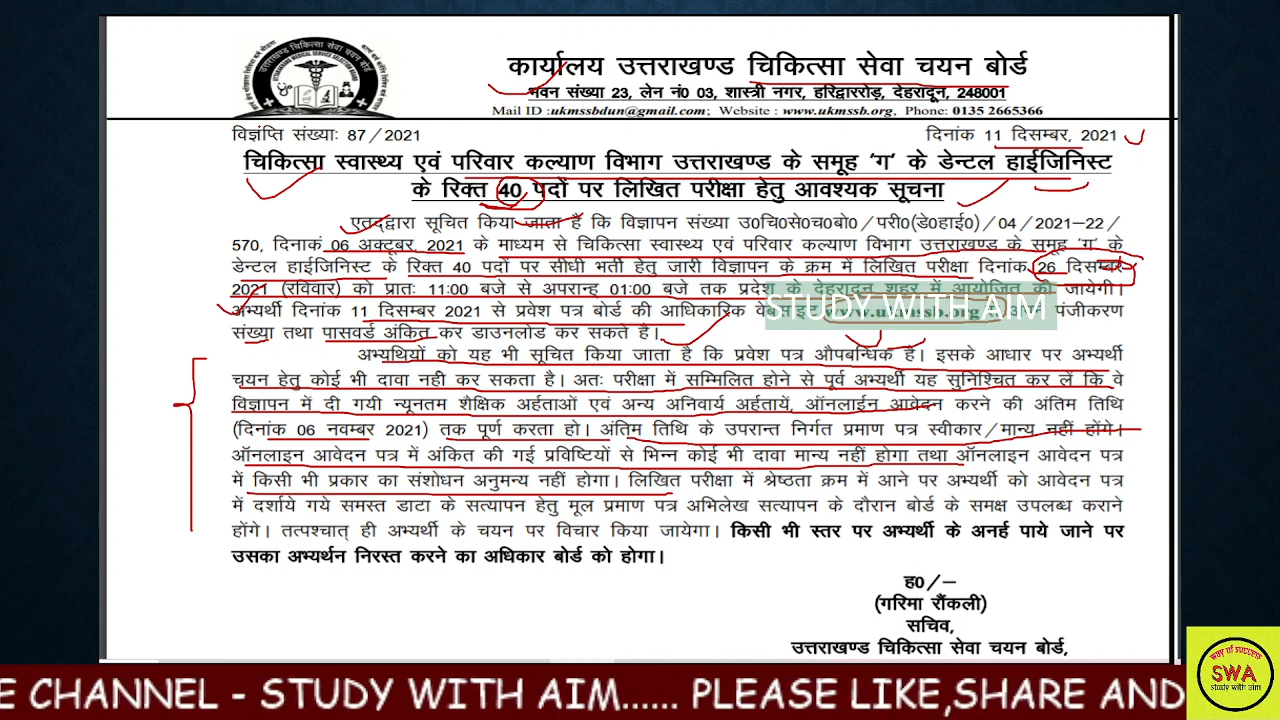 कार्यालय उत्तराखण्ड चिकित्सा सेवा चयन बोर्ड
भवन संख्या 23, लेन नं0 03, शास्त्री नगर, हरिद्वाररोड़, देहरादून, 248001
Mail ID :ukmssbdun@gmail.com; Website : www.ukmssb.org, Phone: 0135 2665366
विज्ञंप्ति संख्याः 87/2021 दिनांक 11 दिसम्बर, 2021
चिकित्सा स्वास्थ्य एवं परिवार कल्याण विभाग उत्तराखण्ड के समूह ‘ग’ के डेन्टल हाईजिनिस्ट
के रिक्त 40 पदों पर लिखित परीक्षा हेतु आवश्यक सूचना
एतद्द्वारा सूचित किया जाता है कि विज्ञापन संख्या उ0चि0से0च0बो0/परी0(डे0हाई0)/04/2021–22/
570, दिनाकं 06 अक्टूबर, 2021 के माध्यम से चिकित्सा स्वास्थ्य एवं परिवार कल्याण विभाग उत्तराखण्ड के समूह ‘ग’ के
डेन्टल हाईजिनिस्ट के रिक्त 40 पदों पर सीधी भर्ती हेतु जारी विज्ञापन के क्रम में लिखित परीक्षा दिनांक 26 दिसम्बर
2021 (रविवार) को प्रातः 11:00 बजे से अपरान्ह् 01:00 बजे तक प्रदेश के देहरादून शहर में आयोजित की जायेगी।
अभ्यर्थी दिनांक 11 दिसम्बर 2021 से प्रवेश पत्र बोर्ड की आधिकारिक वेबसाइट www.ukmssb.org पंजीकरण
STUDY WITH AIM
संख्या तथा पासवर्ड अंकित कर डाउनलोड कर सकते है।
अभ्यथियों को यह भी सूचित किया जाता है कि प्रवेश पत्र औपबन्धिक है। इसके आधार पर अभ्यर्थी
चयन हेतु कोई भी दावा नही कर सकता है। अतः परीक्षा में सम्मिलित होने से पूर्व अभ्यर्थी यह सुनिश्चित कर लें कि वे
विज्ञापन में दी गयी न्यूनतम शैक्षिक अर्हताओं एवं अन्य अनिवार्य अर्हतायें, ऑनलाईन आवेदन करने की अंतिम तिथि
(दिनांक 06 नवम्बर 2021) तक पूर्ण करता हो। अंतिम तिथि के उपरान्त निर्गत प्रमाण पत्र स्वीकार/मान्य नहीं होंगे।
ऑनलाइन आवेदन पत्र में अंकित की गई प्रविष्टियों से भिन्न कोई भी दावा मान्य नहीं होगा तथा ऑनलाइन आवेदन पत्र
में किसी भी प्रकार का संशोधन अनुमन्य नहीं होगा। लिखित परीक्षा में श्रेष्ठता क्रम में आने पर अभ्यर्थी को आवेदन पत्र
में दर्शाये गये समस्त डाटा के सत्यापन हेतु मूल प्रमाण पत्र अभिलेख सत्यापन के दौरान बोर्ड के समक्ष उपलब्ध कराने
होंगे। तत्पश्चात् ही अभ्यर्थी के चयन पर विचार किया जायेगा। किसी भी स्तर पर अभ्यर्थी के अनर्ह पाये जाने पर
उसका अभ्यर्थन निरस्त करने का अधिकार बोर्ड को होगा।
ह0/–
(गरिमा रौंकली)
सचिव,
उत्तराखण्ड चिकित्सा सेवा चयन बोर्ड,
E CHANNEL - STUDY WITH AIM...... PLEASE LIKE,SHARE AND
way of success
SWA
study with aim